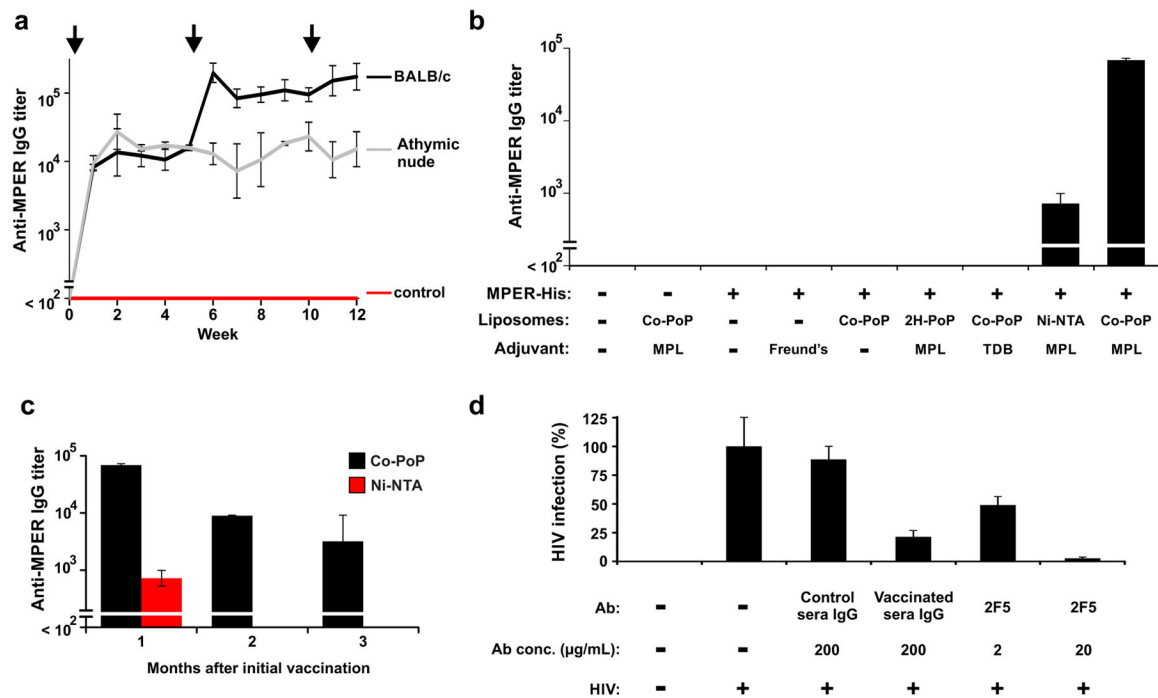 a
Anti-MPER IgG titer
10^5
10^4
10^3
< 10^2
0 2 4 6 8 10 12
Week
BALB/c
Athymic
nude
control
b
Anti-MPER IgG titer
10^5
10^4
10^3
< 10^2
MPER-His: - - + + + + + + +
Liposomes: - Co-PoP - - Co-PoP 2H-PoP Co-PoP Ni-NTA Co-PoP
Adjuvant: - MPL - Freund's - MPL TDB MPL MPL
c
Anti-MPER IgG titer
10^5
10^4
10^3
< 10^2
Co-PoP
Ni-NTA
1 2 3
Months after initial vaccination
d
HIV infection (%)
125
100
75
50
25
0
Ab: - - Control sera IgG Vaccinated sera IgG 2F5 2F5
Ab conc. (µg/mL): - - 200 200 2 20
HIV: - + + + + +